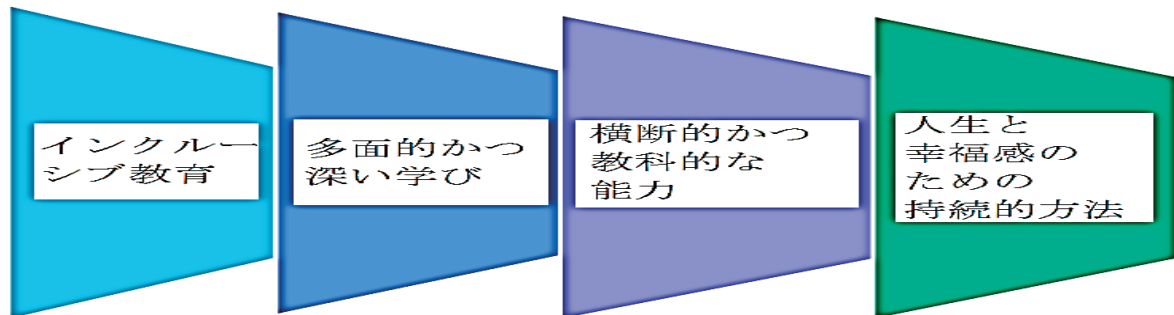 インクルー
シブ教育
多面的かつ
深い学び
横断的かつ
教科的な
能力
人生と
幸福感の
ための
持続的方法